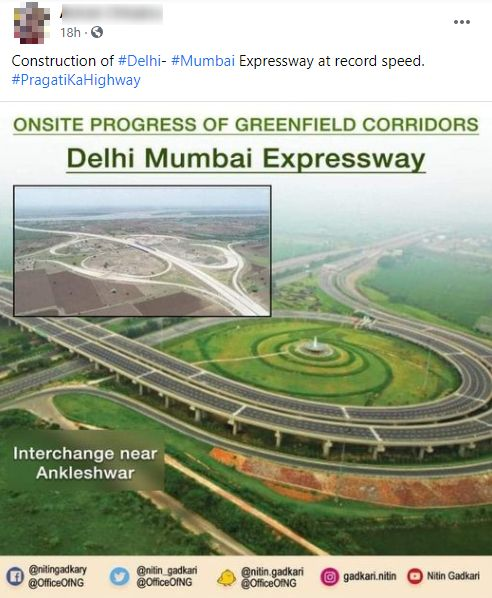 18h ·
Construction of #Delhi- #Mumbai Expressway at record speed.
#PragatiKaHighway
ONSITE PROGRESS OF GREENFIELD CORRIDORS
Delhi Mumbai Expressway
Interchange near
Ankleshwar
@nitingadkary
@OfficeOfNG
@nitin_gadkari
@OfficeOfNG
@nitin.gadkari
@OfficeOfNG
gadkari.nitin
Nitin Gadkari